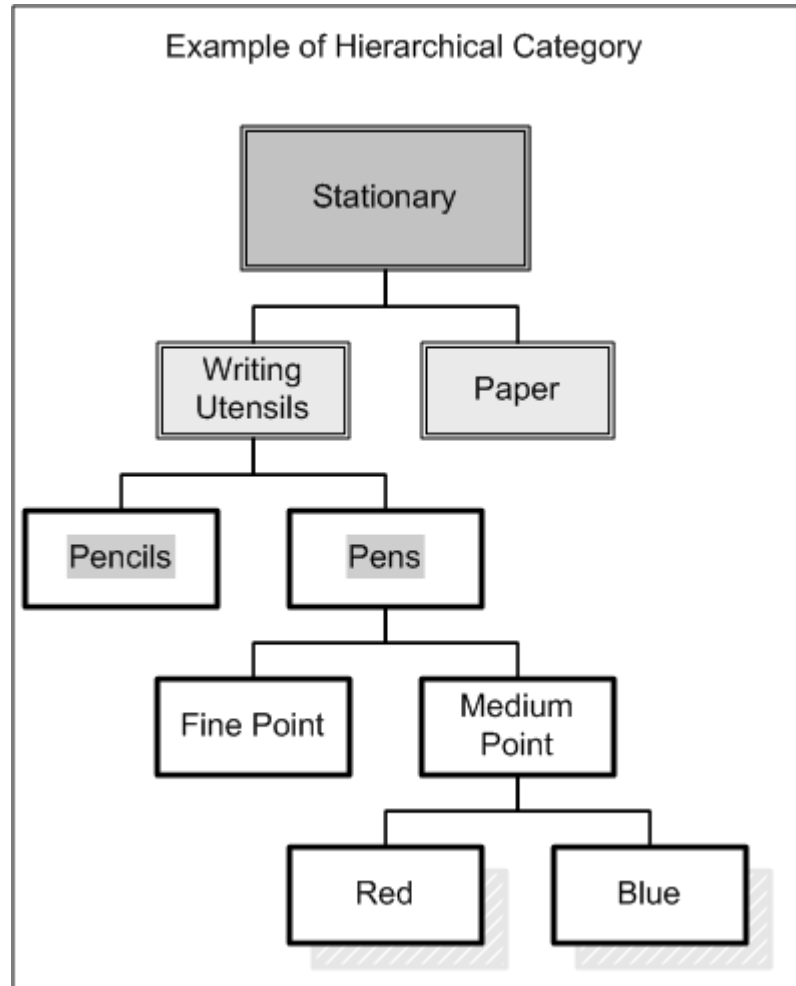 Example of Hierarchical Category
Stationary
Writing
Utensils
Paper
Pencils
Pens
Fine Point
Medium
Point
Red
Blue